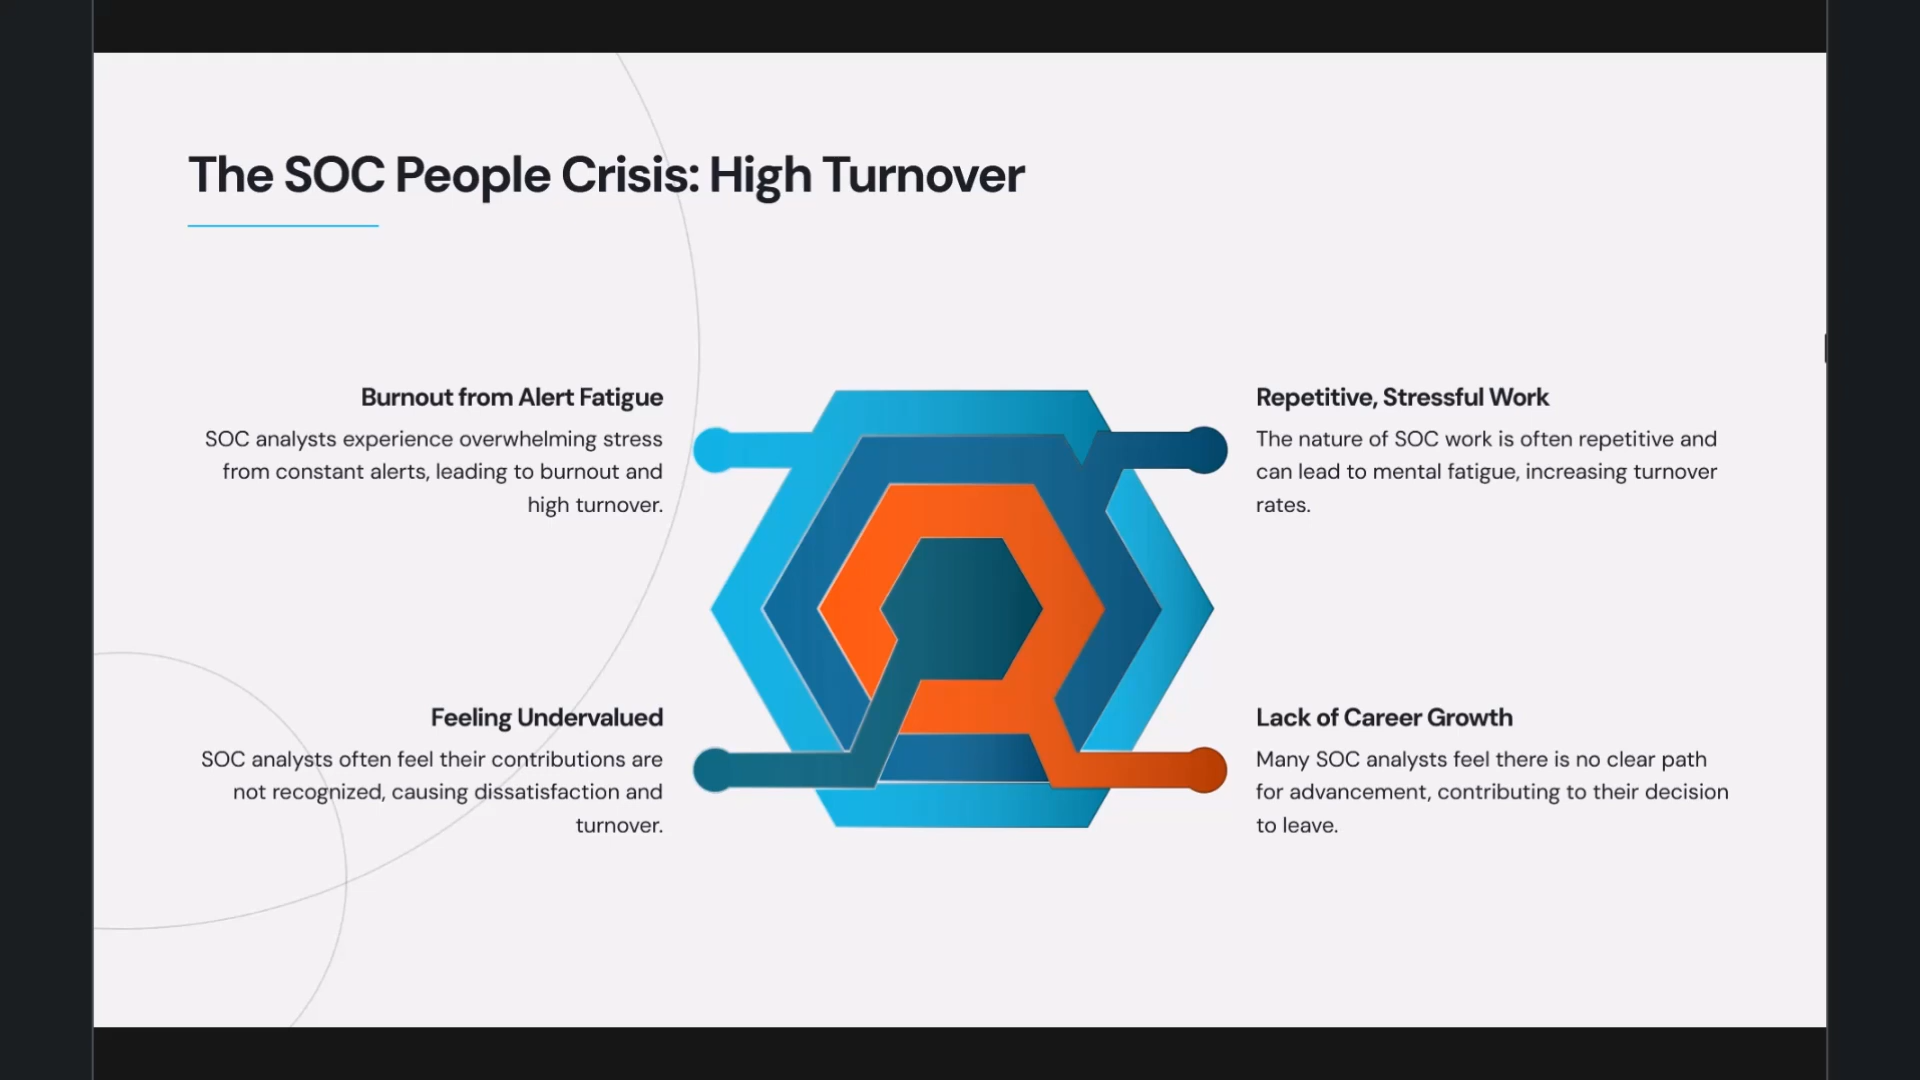 The SOC People Crisis: High Turnover
Burnout from Alert Fatigue
SOC analysts experience overwhelming stress
from constant alerts, leading to burnout and
high turnover.
Repetitive, Stressful Work
The nature of SOC work is often repetitive and
can lead to mental fatigue, increasing turnover
rates.
Feeling Undervalued
SOC analysts often feel their contributions are
not recognized, causing dissatisfaction and
turnover.
Lack of Career Growth
Many SOC analysts feel there is no clear path
for advancement, contributing to their decision
to leave.